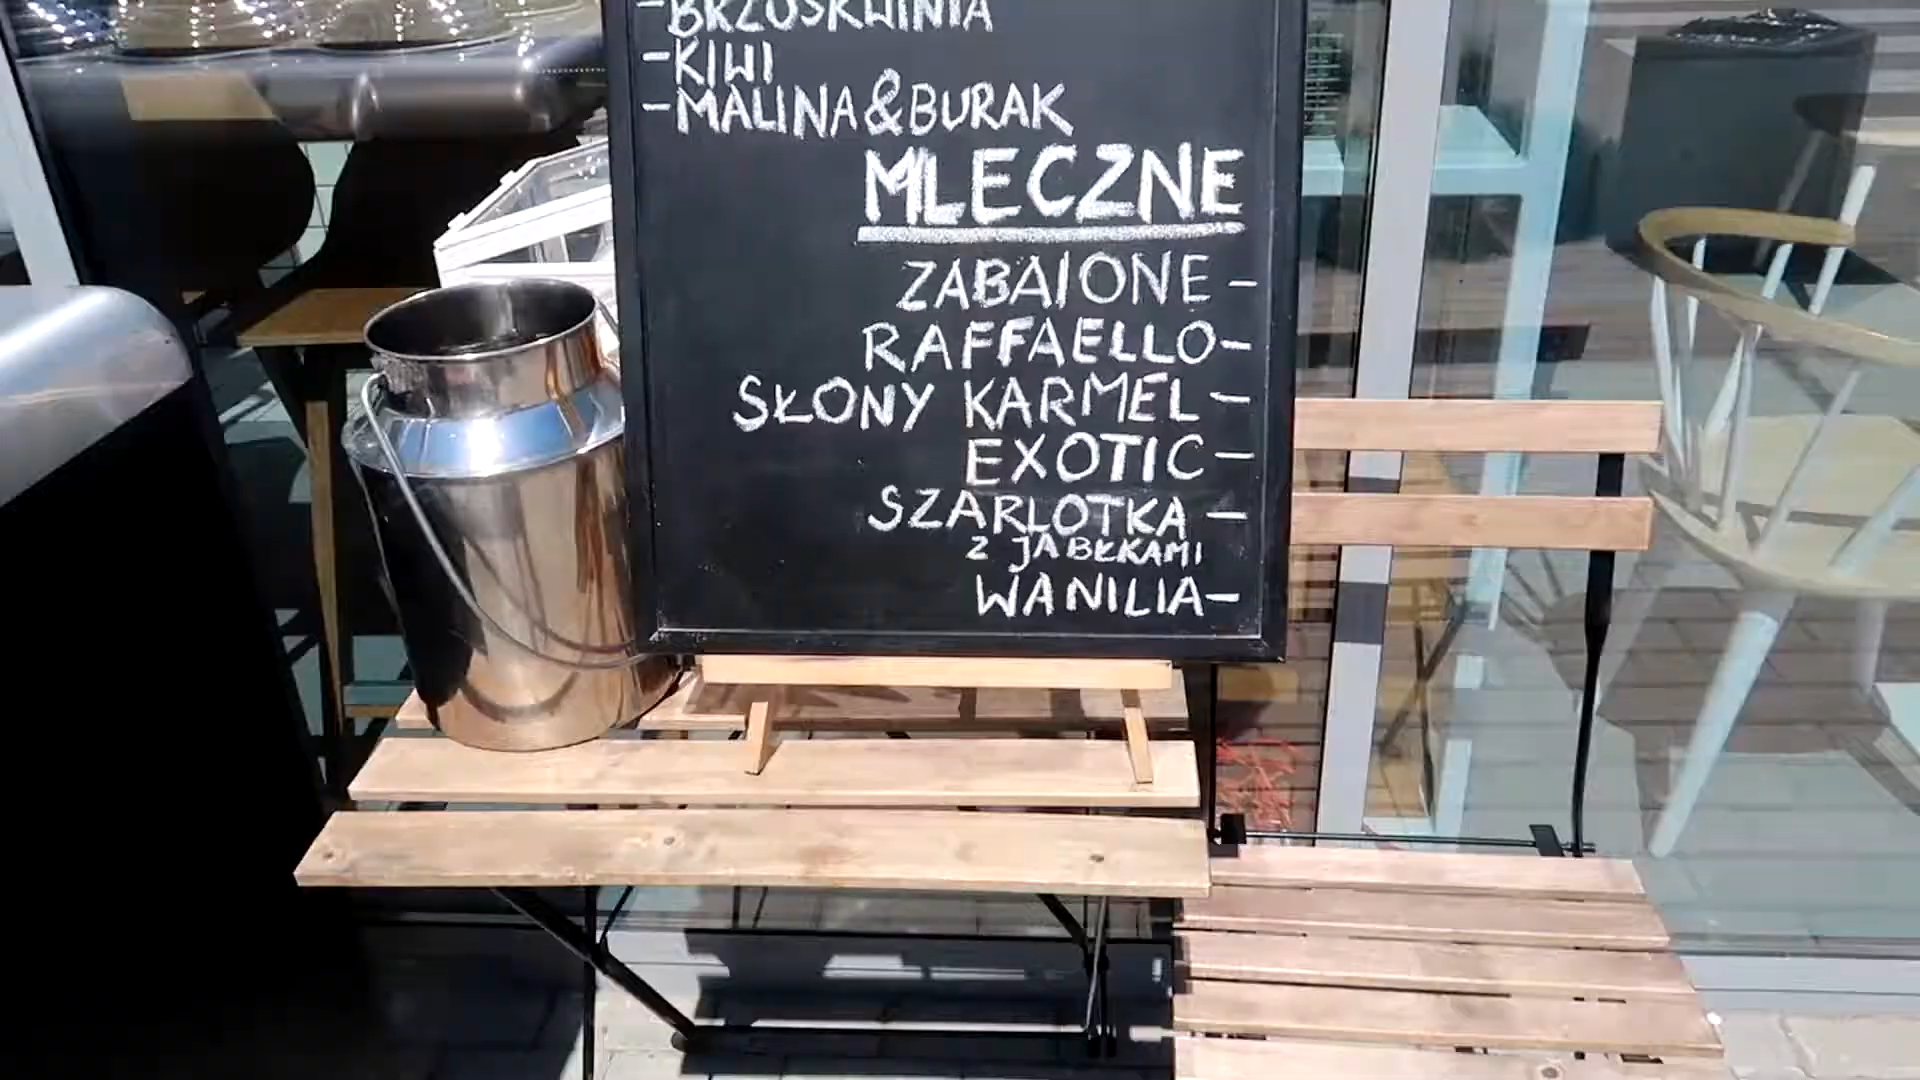 -BRZOSKWINIA
-KIWI
-MALINA&BURAK
MLECZNE
ZABAIONE-
RAFFAELLO-
SŁONY KARMEL-
EXOTIC-
SZARLOTKA-
Z JABŁKAMI
WANILIA-